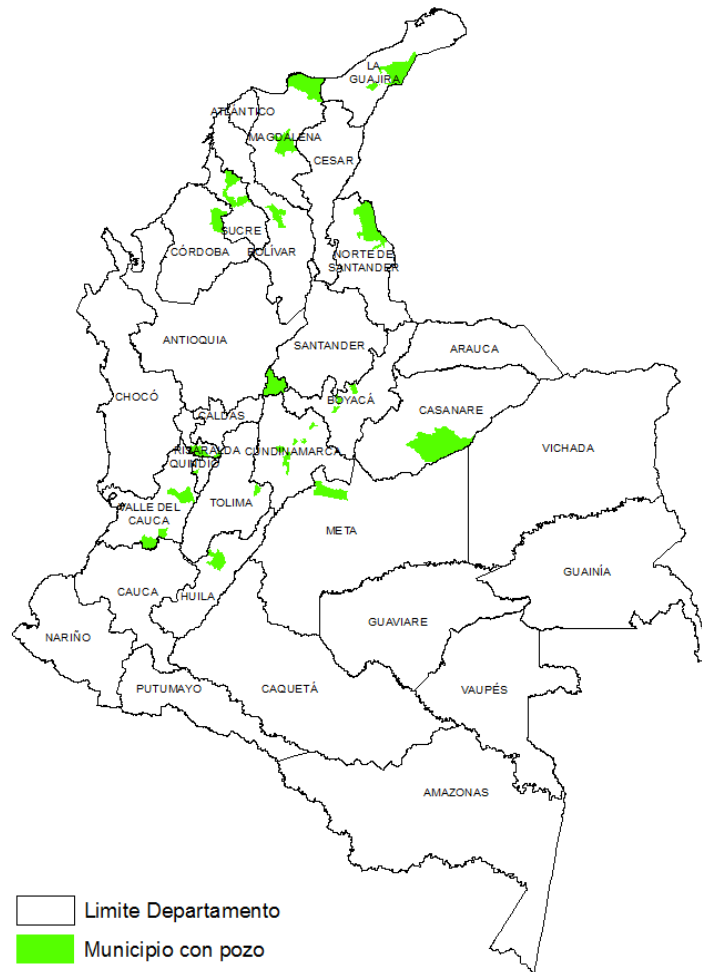 LA
GUAJIRA
ATLÁNTICO
MAGDALENA
CESAR
SUCRE
CÓRDOBA
BOLÍVAR
NORTE DE
SANTANDER
ANTIOQUIA
SANTANDER
ARAUCA
CHOCÓ
BOYACÁ
CASANARE
CALDAS
VICHADA
RISARALDA
CUNDINAMARCA
QUINDIO
TOLIMA
VALLE DEL
CAUCA
META
GUAINÍA
CAUCA
HUILA
GUAVIARE
NARIÑO
PUTUMAYO
CAQUETÁ
VAUPÉS
AMAZONAS
Limite Departamento
Municipio con pozo